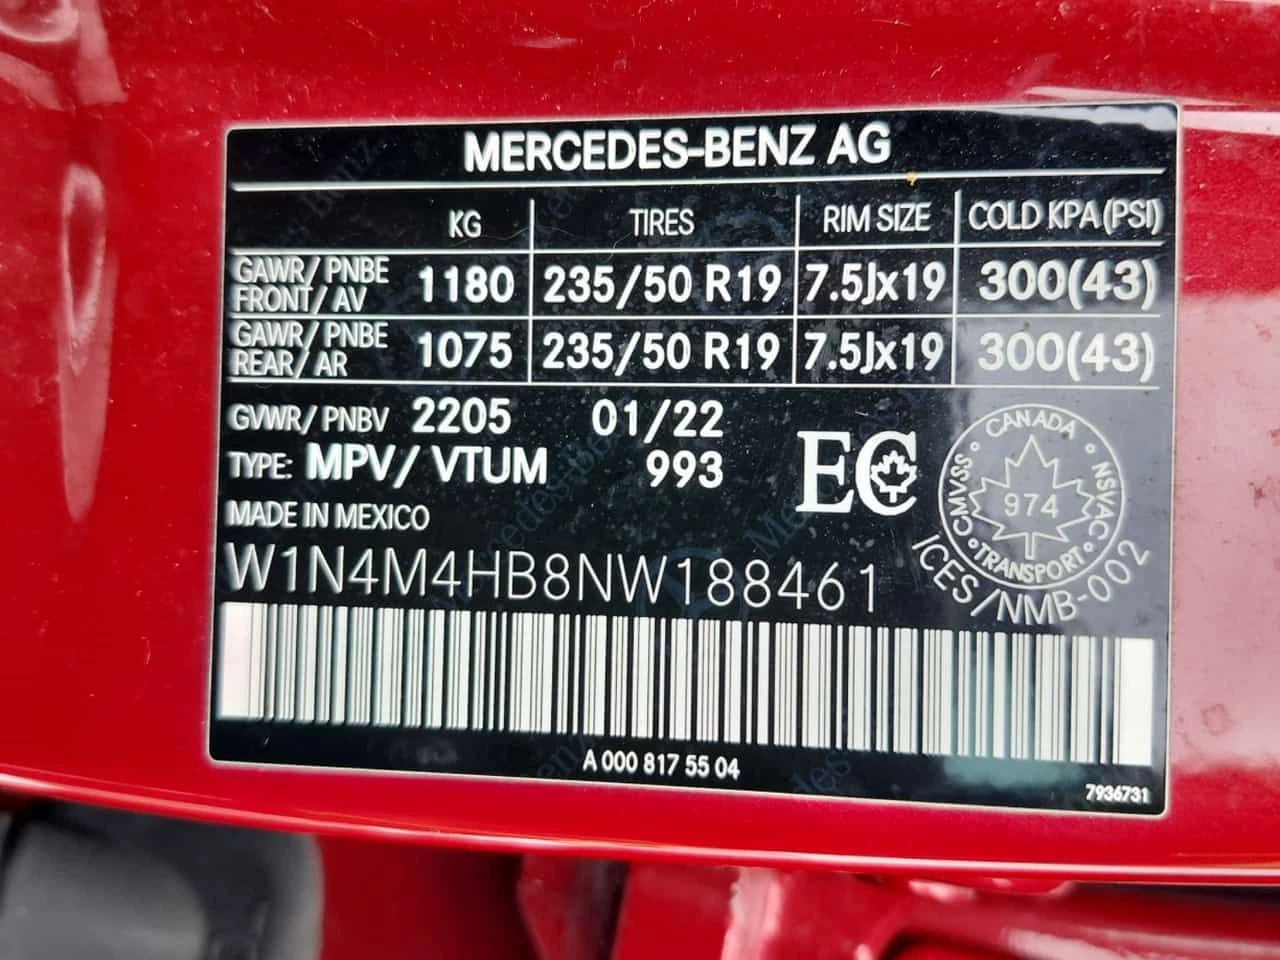 MERCEDES-BENZ AG
KG TIRES RIM SIZE COLD KPA (PSI)
GAWR/ PNBE FRONT/ AV 1180 235/50 R19 7.5Jx19 300(43)
GAWR/ PNBE REAR/ AR 1075 235/50 R19 7.5Jx19 300(43)
GVWR/ PNBV 2205 01/22
TYPE: MPV/ VTUM 993
EC
CANADA
CMVSS NSVAC
974
TRANSPORT
ICES/NMB-002
MADE IN MEXICO
W1N4M4HB8NW188461
A 000 817 55 04
7936731